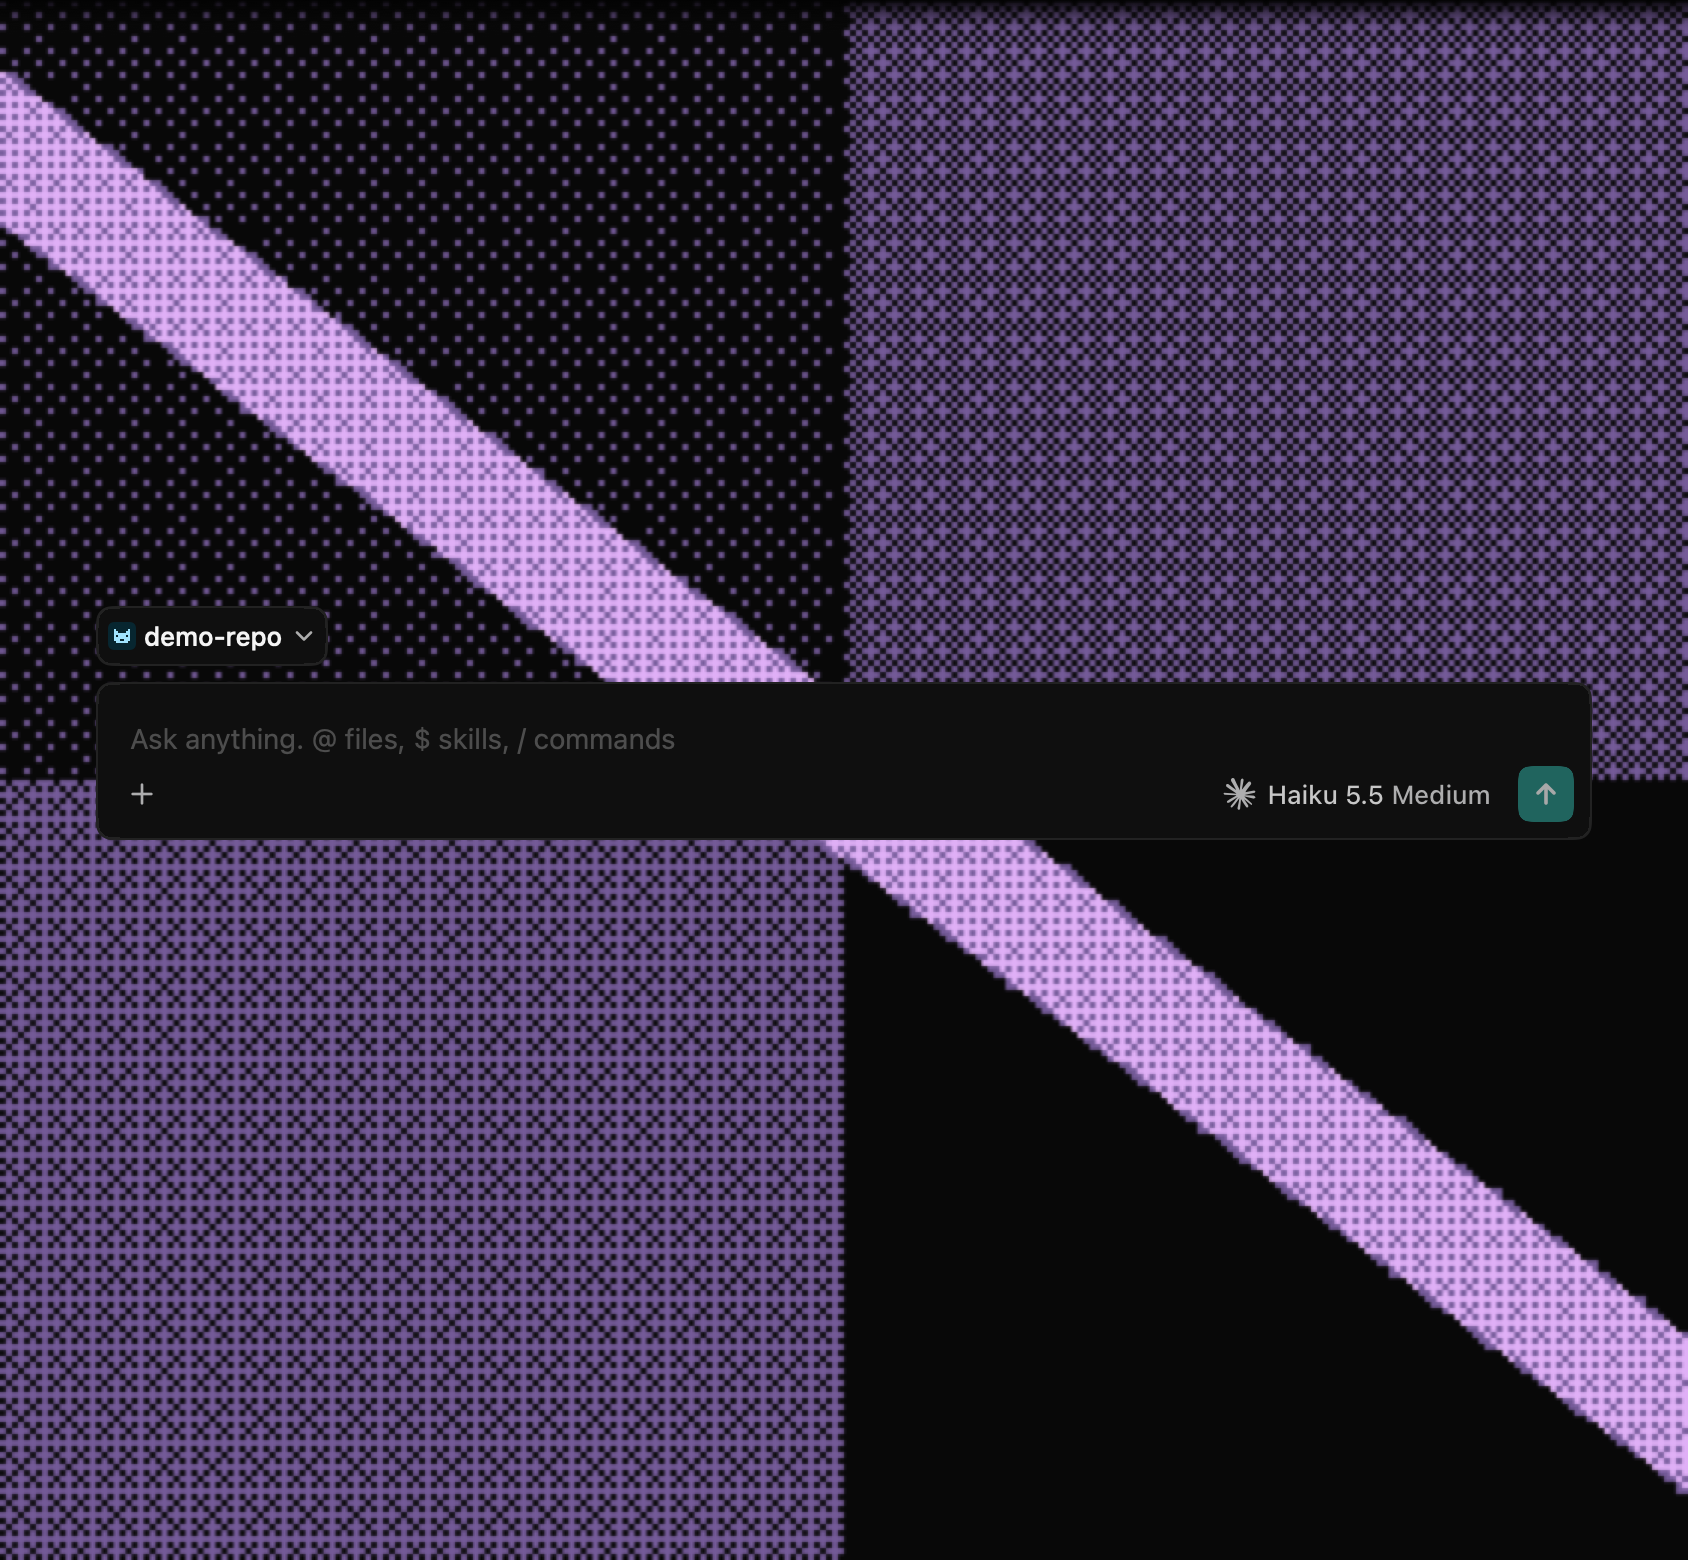 demo-repo
Ask anything. @ files, $ skills, / commands
Haiku 5.5 Medium